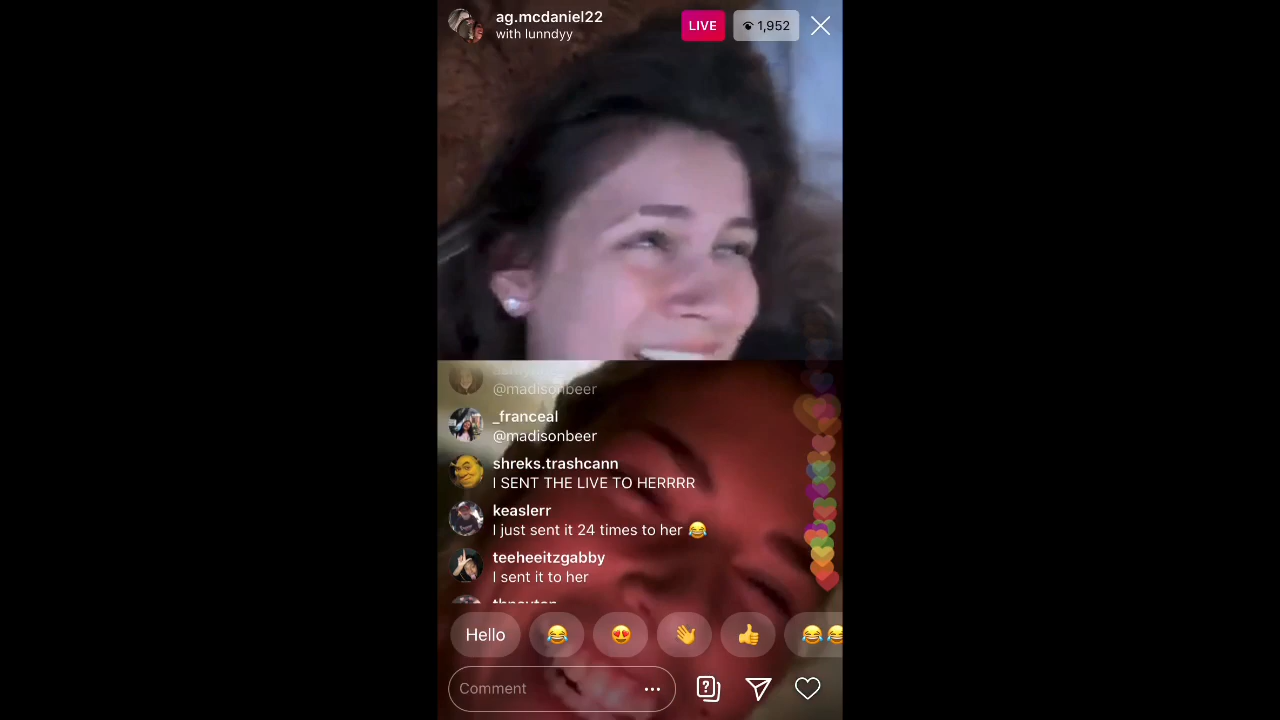 ag.mcdaniel22
with lunndyy
LIVE
1,952
@madisonbeer
_franceal
@madisonbeer
shreks.trashcann
I SENT THE LIVE TO HERRRR
keaslerr
I just sent it 24 times to her 😂
teeheeitzgabby
I sent it to her
Hello
Comment